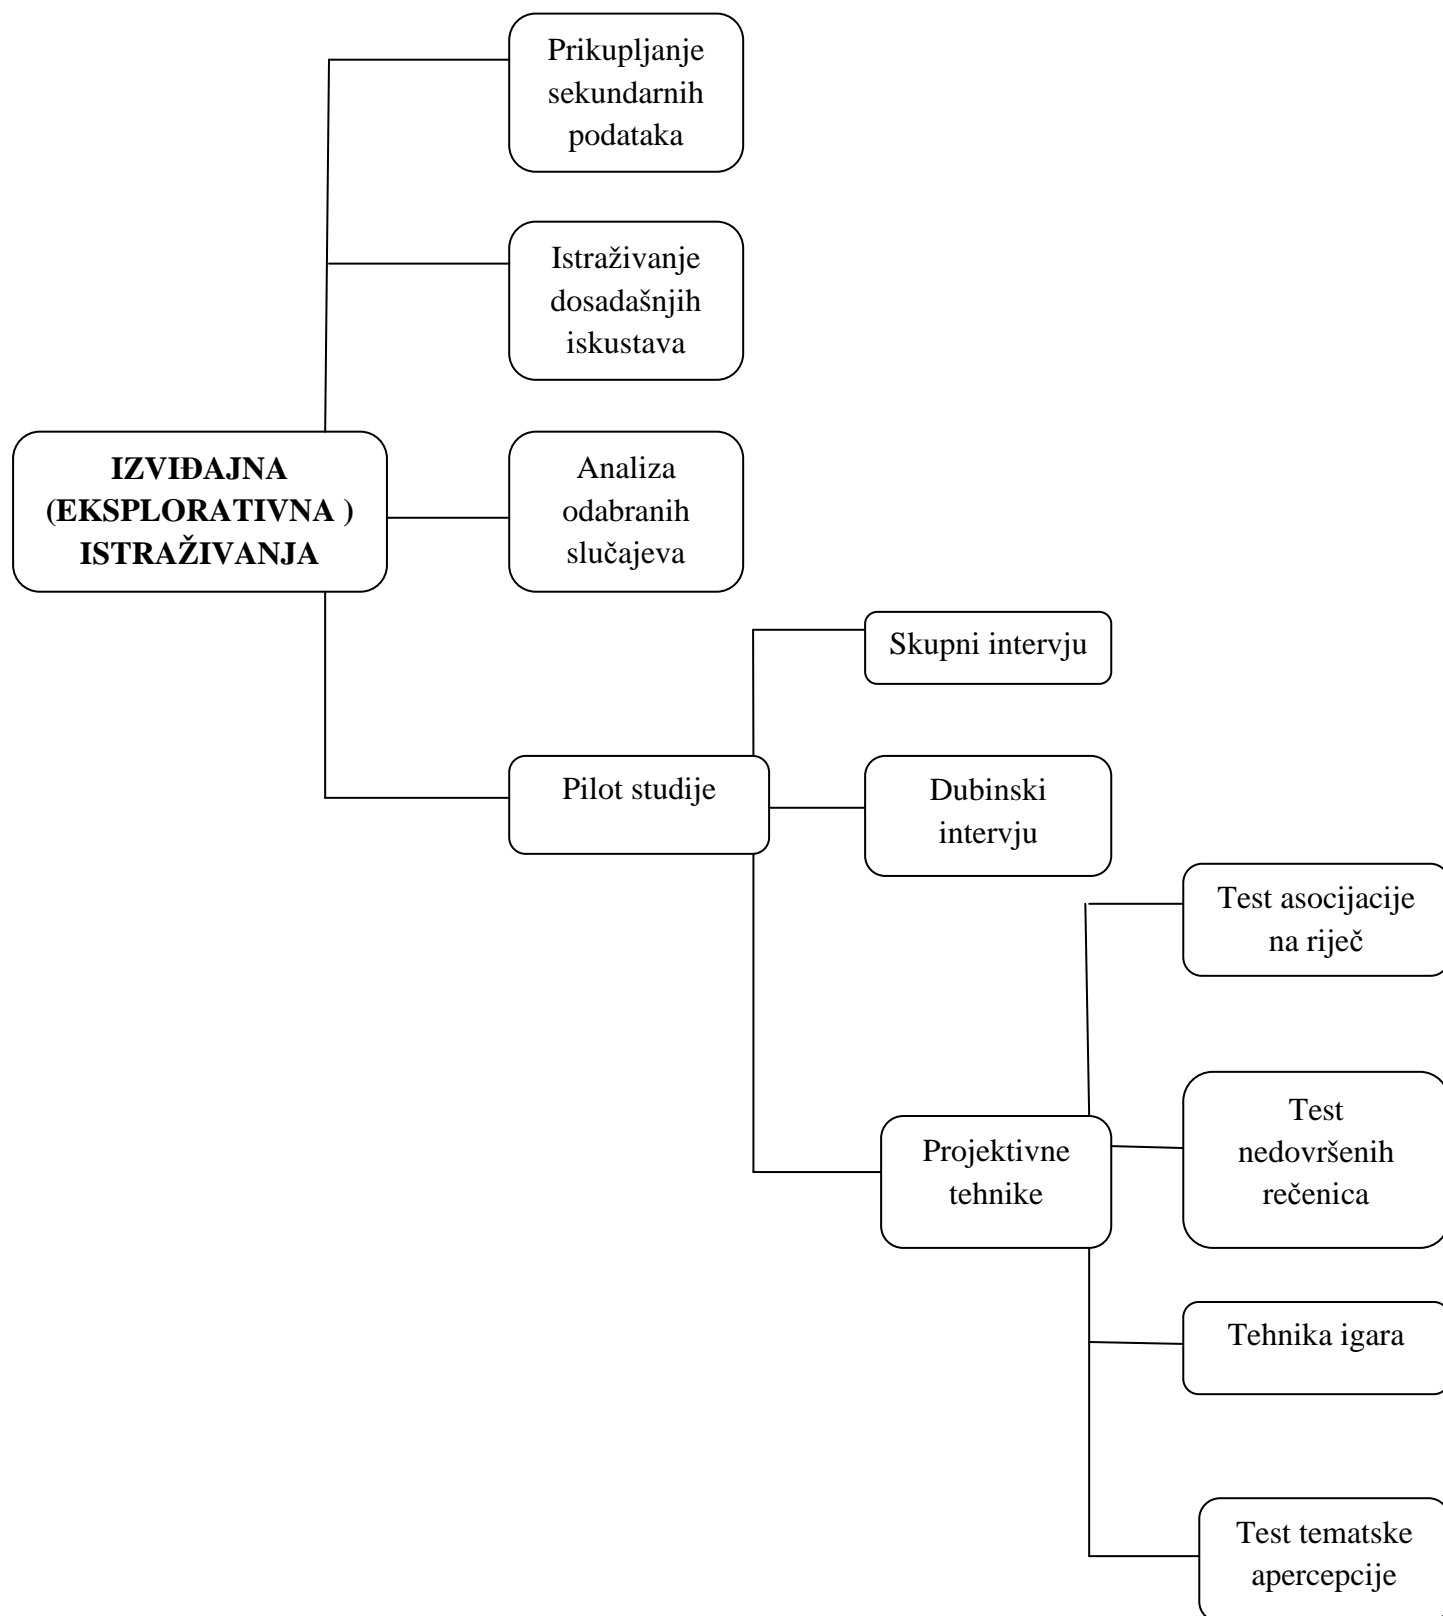 Prikupljanje
sekundarnih
podataka
Istraživanje
dosadašnjih
iskustava
IZVIĐAJNA
(EKSPLORATIVNA )
ISTRAŽIVANJA
Analiza
odabranih
slučajeva
Skupni intervju
Pilot studije
Dubinski
intervju
Test asocijacije
na riječ
Projektivne
tehnike
Test
nedovršenih
rečenica
Tehnika igara
Test tematske
apercepcije